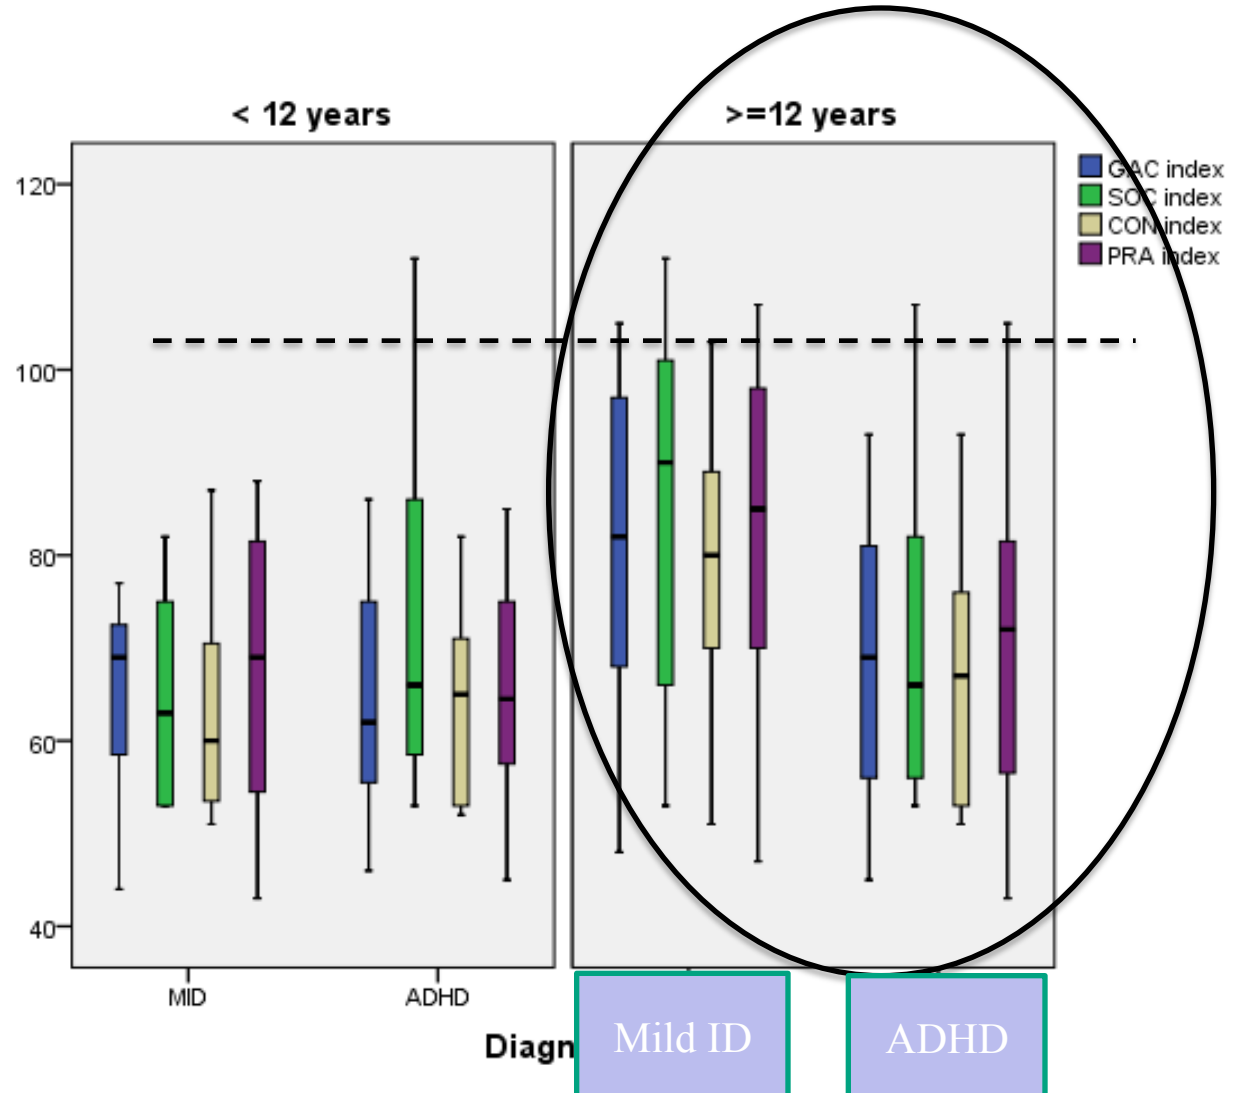 < 12 years
>=12 years
GAC index
SOC index
CON index
PRA index
120
100
80
60
40
MID
ADHD
Mild ID
ADHD
Diagn